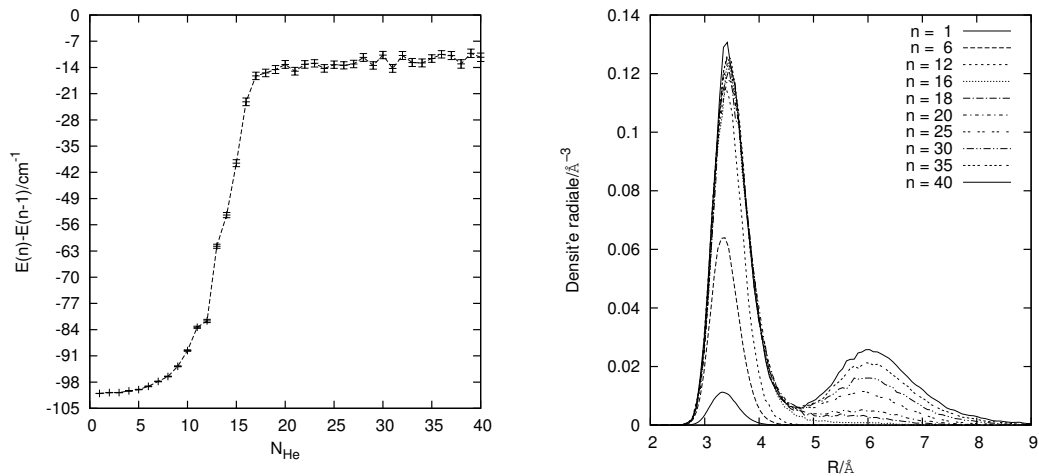 0
-7
-14
-21
-28
-35
-42
-49
-56
-63
-70
-77
-84
-91
-98
-105
0 5 10 15 20 25 30 35 40
N_He
E(n)-E(n-1)/cm⁻¹
0.14
0.12
0.1
0.08
0.06
0.04
0.02
0
2 3 4 5 6 7 8 9
R/Å
Densit'e radiale/Å⁻³
n = 1
n = 6
n = 12
n = 16
n = 18
n = 20
n = 25
n = 30
n = 35
n = 40